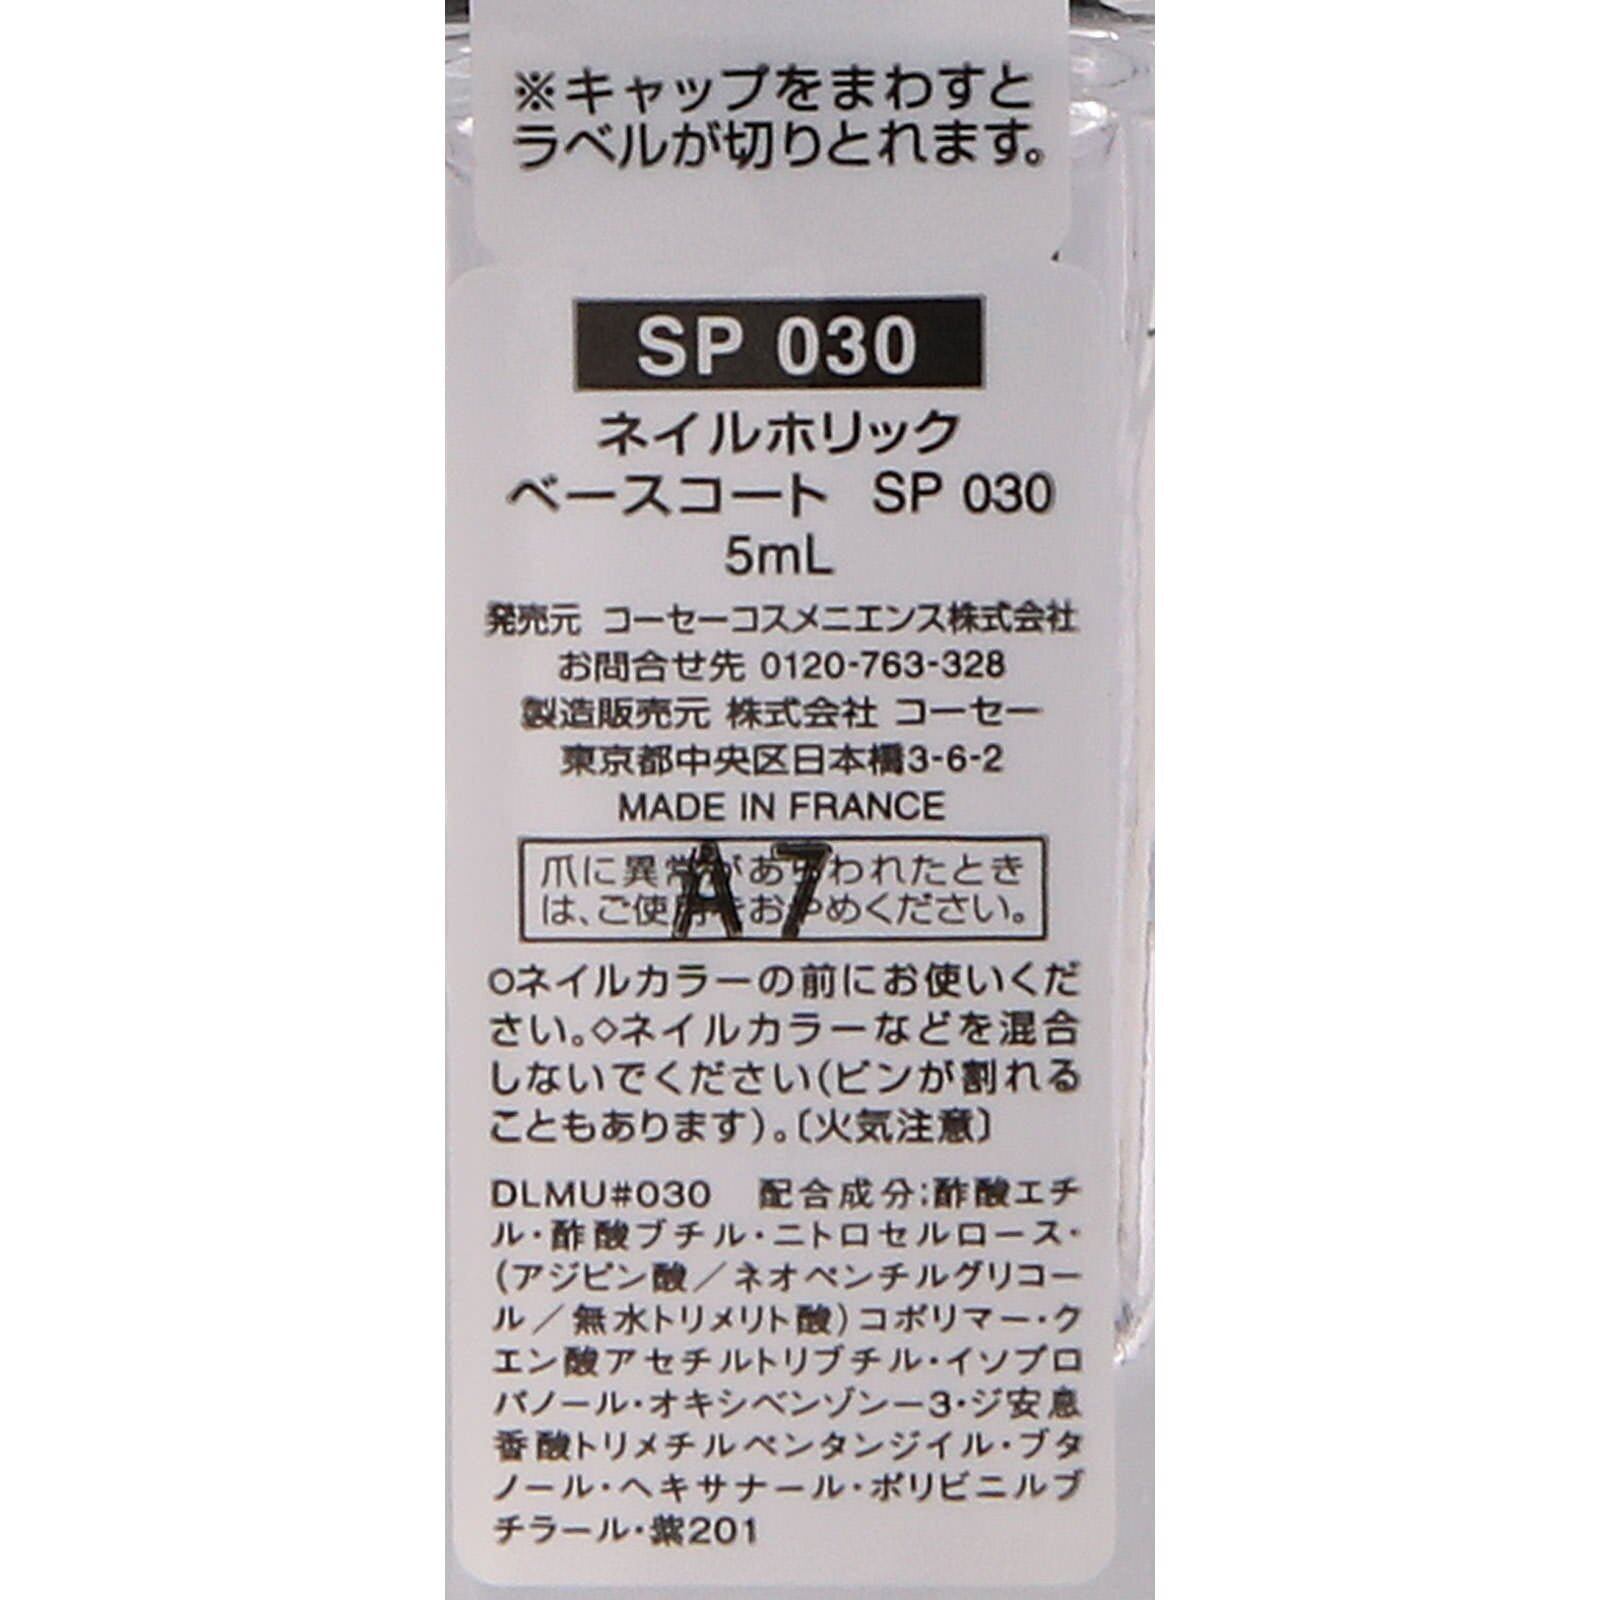 ※キャップをまわすと
ラベルが切りとれます。
SP 030
ネイルホリック
ベースコート SP 030
5mL
発売元 コーセーコスメニエンス株式会社
お問合せ先 0120-763-328
製造販売元 株式会社 コーセー
東京都中央区日本橋3-6-2
MADE IN FRANCE
爪に異常があらわれたとき
は、ご使用をおやめください。
A7
○ネイルカラーの前にお使いくだ
さい。◇ネイルカラーなどを混合
しないでください(ビンが割れる
こともあります)。〔火気注意〕
DLMU#030 配合成分;酢酸エチ
ル・酢酸ブチル・ニトロセルロース・
(アジピン酸／ネオペンチルグリコー
ル／無水トリメリト酸)コポリマー・ク
エン酸アセチルトリブチル・イソプロ
パノール・オキシベンゾン－3・ジ安息
香酸トリメチルペンタンジイル・ブタ
ノール・ヘキサナール・ポリビニルブ
チラール・紫201